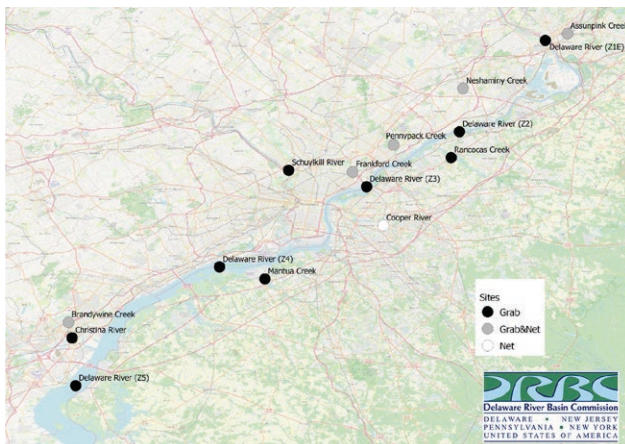 Assunpink Creek
Delaware River (Z1E)
Neshaminy Creek
Delaware River (Z2)
Pennypack Creek
Rancocas Creek
Schuylkill River
Frankford Creek
Delaware River (Z3)
Cooper River
Delaware River (Z4)
Mantua Creek
Brandywine Creek
Christina River
Delaware River (Z5)
Sites
Grab
Grab&Net
Net
DRBC
Delaware River Basin Commission
DELAWARE • NEW JERSEY
PENNSYLVANIA • NEW YORK
UNITED STATES OF AMERICA